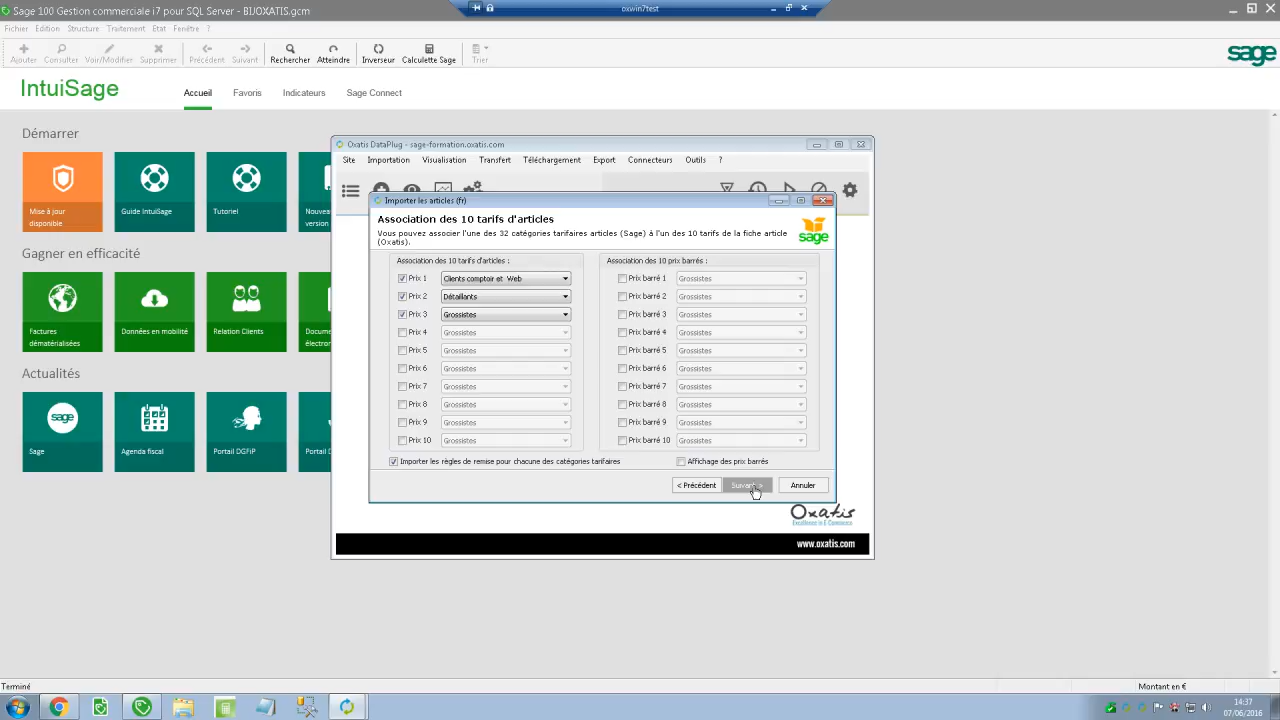 Sage 100 Gestion commerciale i7 pour SQL Server - BIJOXATIS.gcm
oxwin7test
Fichier Edition Structure Traitement Etat Fenêtre ?
Ajouter Consulter Voir/Modifier Supprimer Précédent Suivant Rechercher Atteindre Inverseur Calculette Sage Trier
sage
IntuiSage
Accueil Favoris Indicateurs Sage Connect
Démarrer
Mise à jour
disponible
Guide IntuiSage
Tutoriel
Nouveau
version
Gagner en efficacité
Factures
dématérialisées
Données en mobilité
Relation Clients
Docume
électron
Actualités
sage
Sage
Agenda fiscal
Portail DGFiP
Portail D
Oxatis DataPlug - sage-formation.oxatis.com
Site Importation Visualisation Transfert Téléchargement Export Connecteurs Outils ?
Importer les articles (fr)
Association des 10 tarifs d'articles
Vous pouvez associer l'une des 32 catégories tarifaires articles (Sage) à l'un des 10 tarifs de la fiche article
(Oxatis).
sage
Association des 10 tarifs d'articles :
Prix 1 Clients comptoir et Web
Prix 2 Détaillants
Prix 3 Grossistes
Prix 4 Grossistes
Prix 5 Grossistes
Prix 6 Grossistes
Prix 7 Grossistes
Prix 8 Grossistes
Prix 9 Grossistes
Prix 10 Grossistes
Association des 10 prix barrés :
Prix barré 1 Grossistes
Prix barré 2 Grossistes
Prix barré 3 Grossistes
Prix barré 4 Grossistes
Prix barré 5 Grossistes
Prix barré 6 Grossistes
Prix barré 7 Grossistes
Prix barré 8 Grossistes
Prix barré 9 Grossistes
Prix barré 10 Grossistes
Importer les règles de remise pour chacune des catégories tarifaires
Affichage des prix barrés
< Précédent Suivant > Annuler
Oxatis
Excellence in E-Commerce
www.oxatis.com
Terminé
Montant en €
14:37
07/06/2016